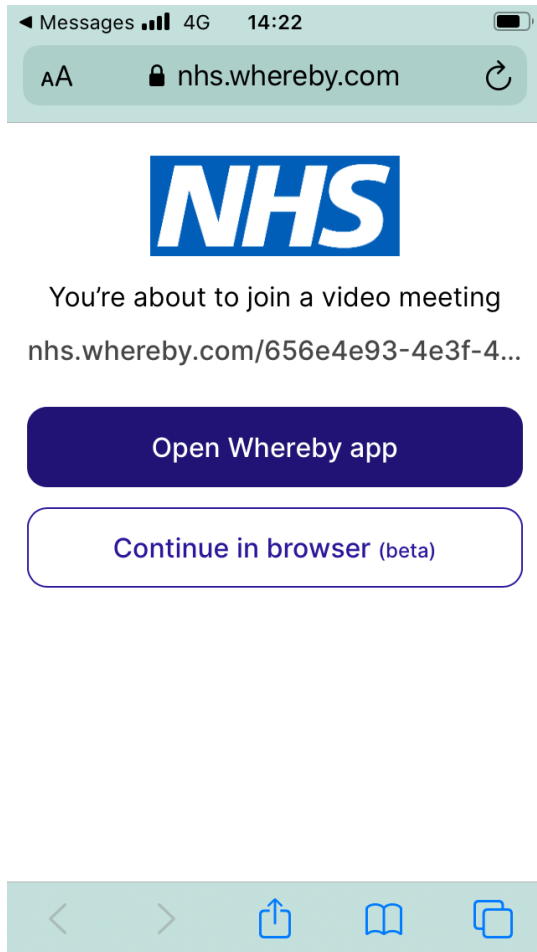 Messages 4G 14:22
AA nhs.whereby.com
NHS
You're about to join a video meeting
nhs.whereby.com/656e4e93-4e3f-4...
Open Whereby app
Continue in browser (beta)